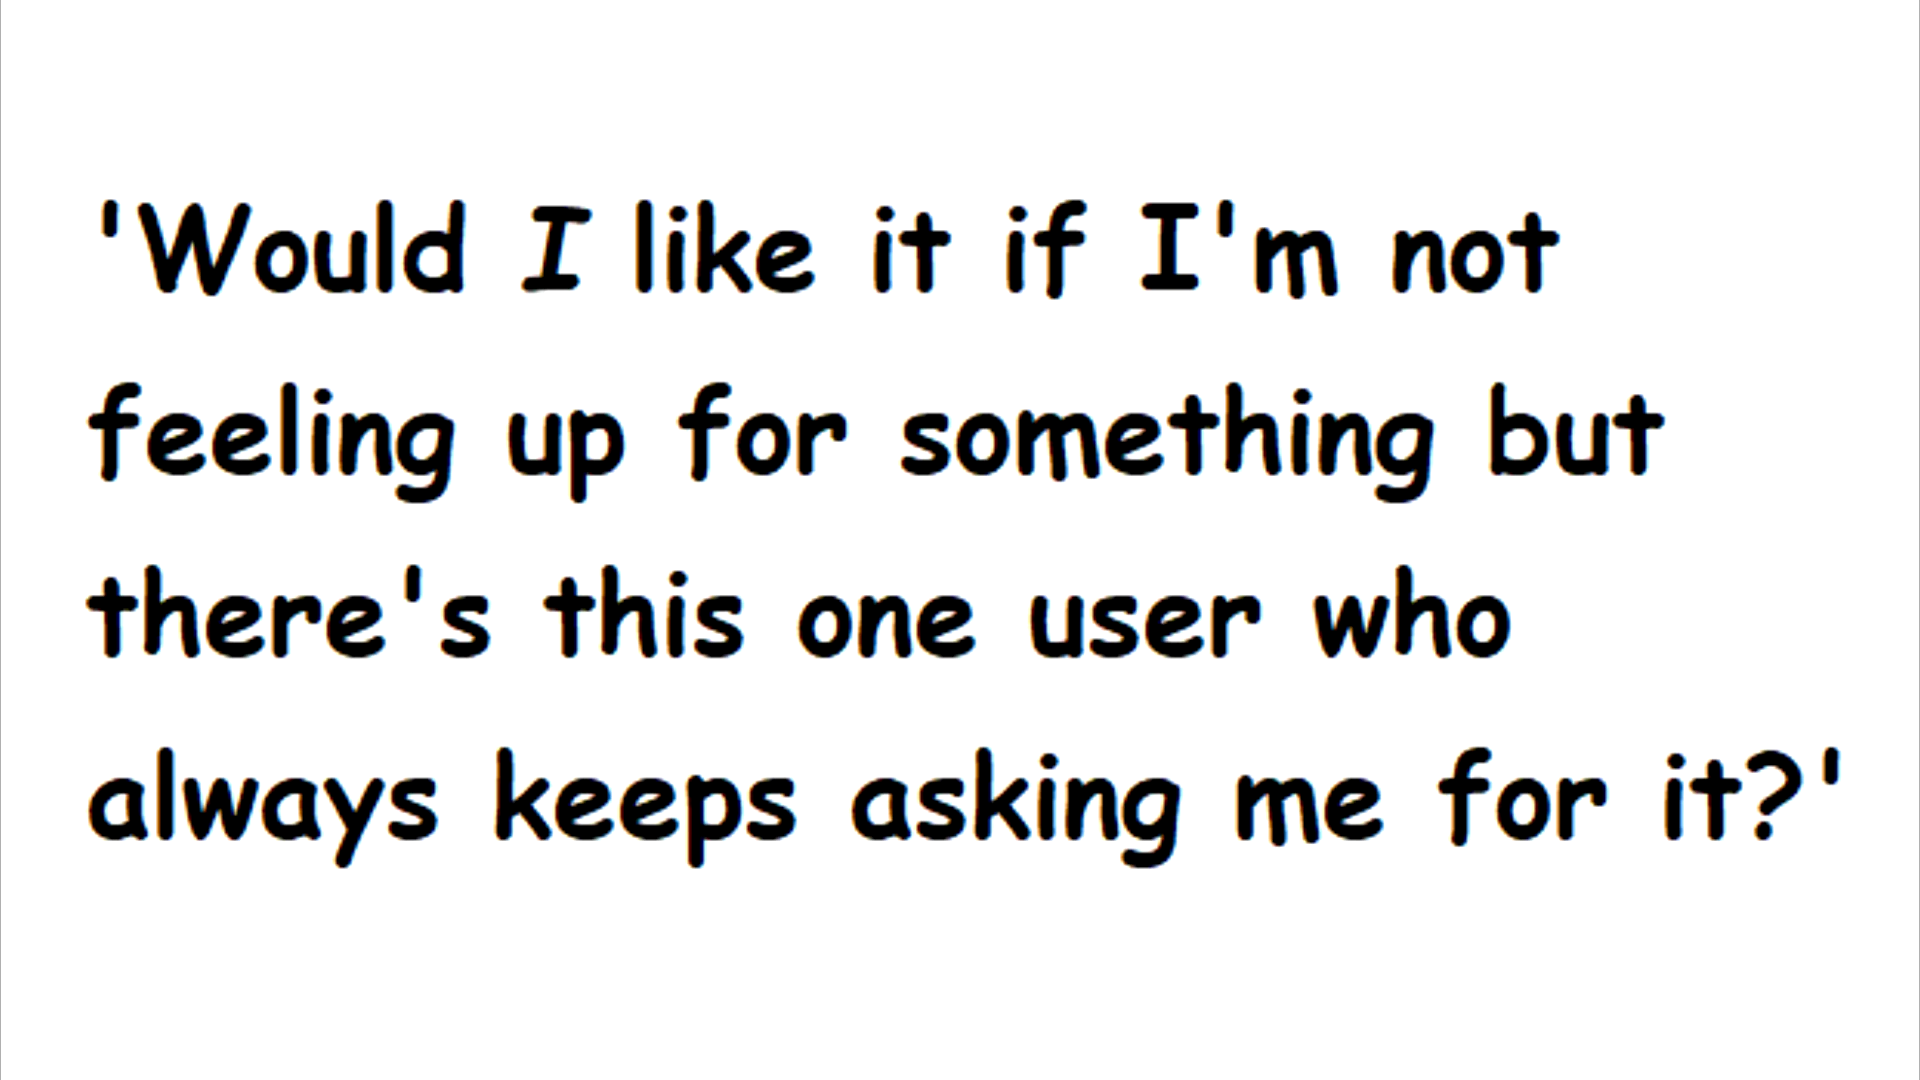 'Would I like it if I'm not
feeling up for something but
there's this one user who
always keeps asking me for it?'